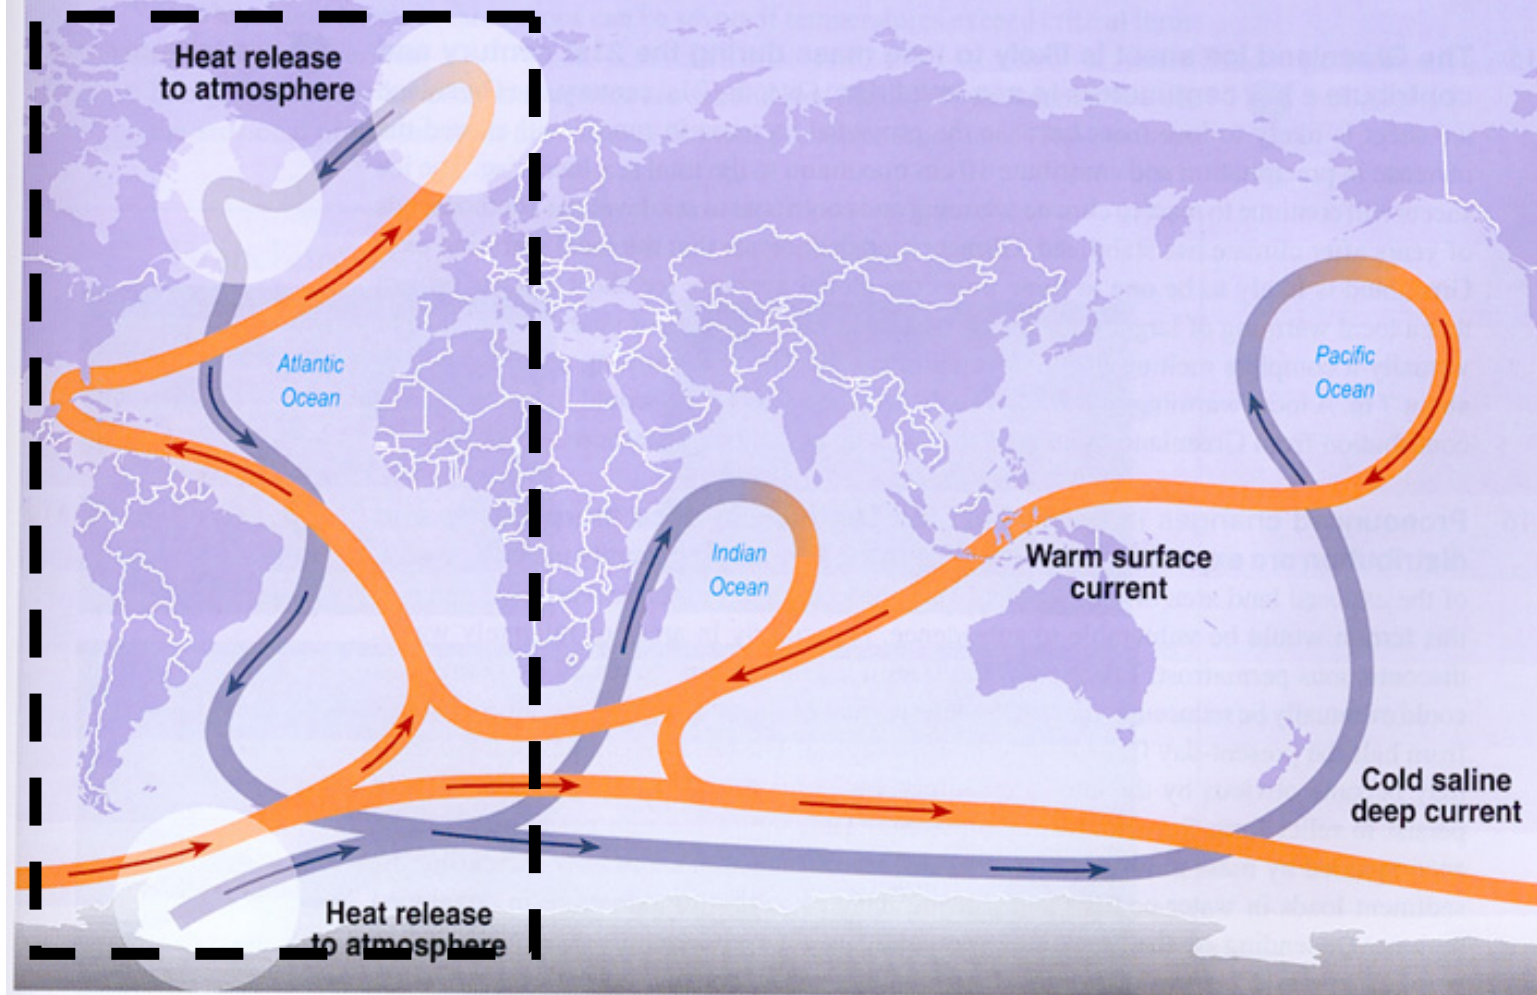 Heat release
to atmosphere
Atlantic
Ocean
Pacific
Ocean
Indian
Ocean
Warm surface
current
Cold saline
deep current
Heat release
to atmosphere